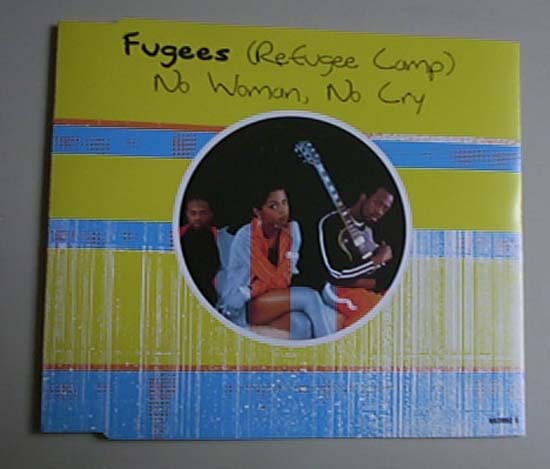 Fugees (Refugee Camp)
No Woman, No Cry